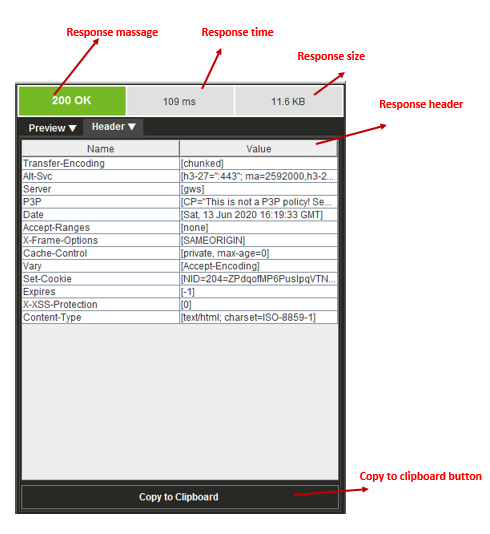 Response massage
Response time
Response size
200 OK
109 ms
11.6 KB
Response header
Preview ▼
Header ▼
Name Value
Transfer-Encoding [chunked]
Alt-Svc [h3-27=":443"; ma=2592000,h3-2...
Server [gws]
P3P [CP="This is not a P3P policy! Se...
Date [Sat, 13 Jun 2020 16:19:33 GMT]
Accept-Ranges [none]
X-Frame-Options [SAMEORIGIN]
Cache-Control [private, max-age=0]
Vary [Accept-Encoding]
Set-Cookie [NID=204=ZPdqofMP6PusIpqVTN...
Expires [-1]
X-XSS-Protection [0]
Content-Type [text/html; charset=ISO-8859-1]
Copy to clipboard button
Copy to Clipboard